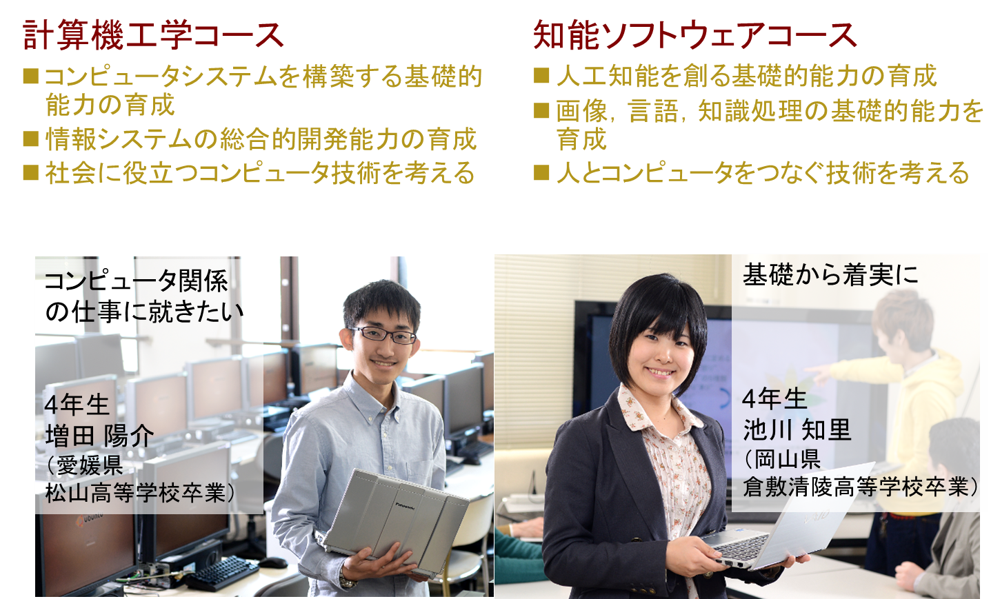 計算機工学コース
■コンピュータシステムを構築する基礎的
能力の育成
■情報システムの総合的開発能力の育成
■社会に役立つコンピュータ技術を考える
知能ソフトウェアコース
■人工知能を創る基礎的能力の育成
■画像，言語，知識処理の基礎的能力を
育成
■人とコンピュータをつなぐ技術を考える
コンピュータ関係
の仕事に就きたい
4年生
増田 陽介
（愛媛県
松山高等学校卒業）
ubuntu
Panasonic
基礎から着実に
4年生
池川 知里
（岡山県
倉敷清陵高等学校卒業）